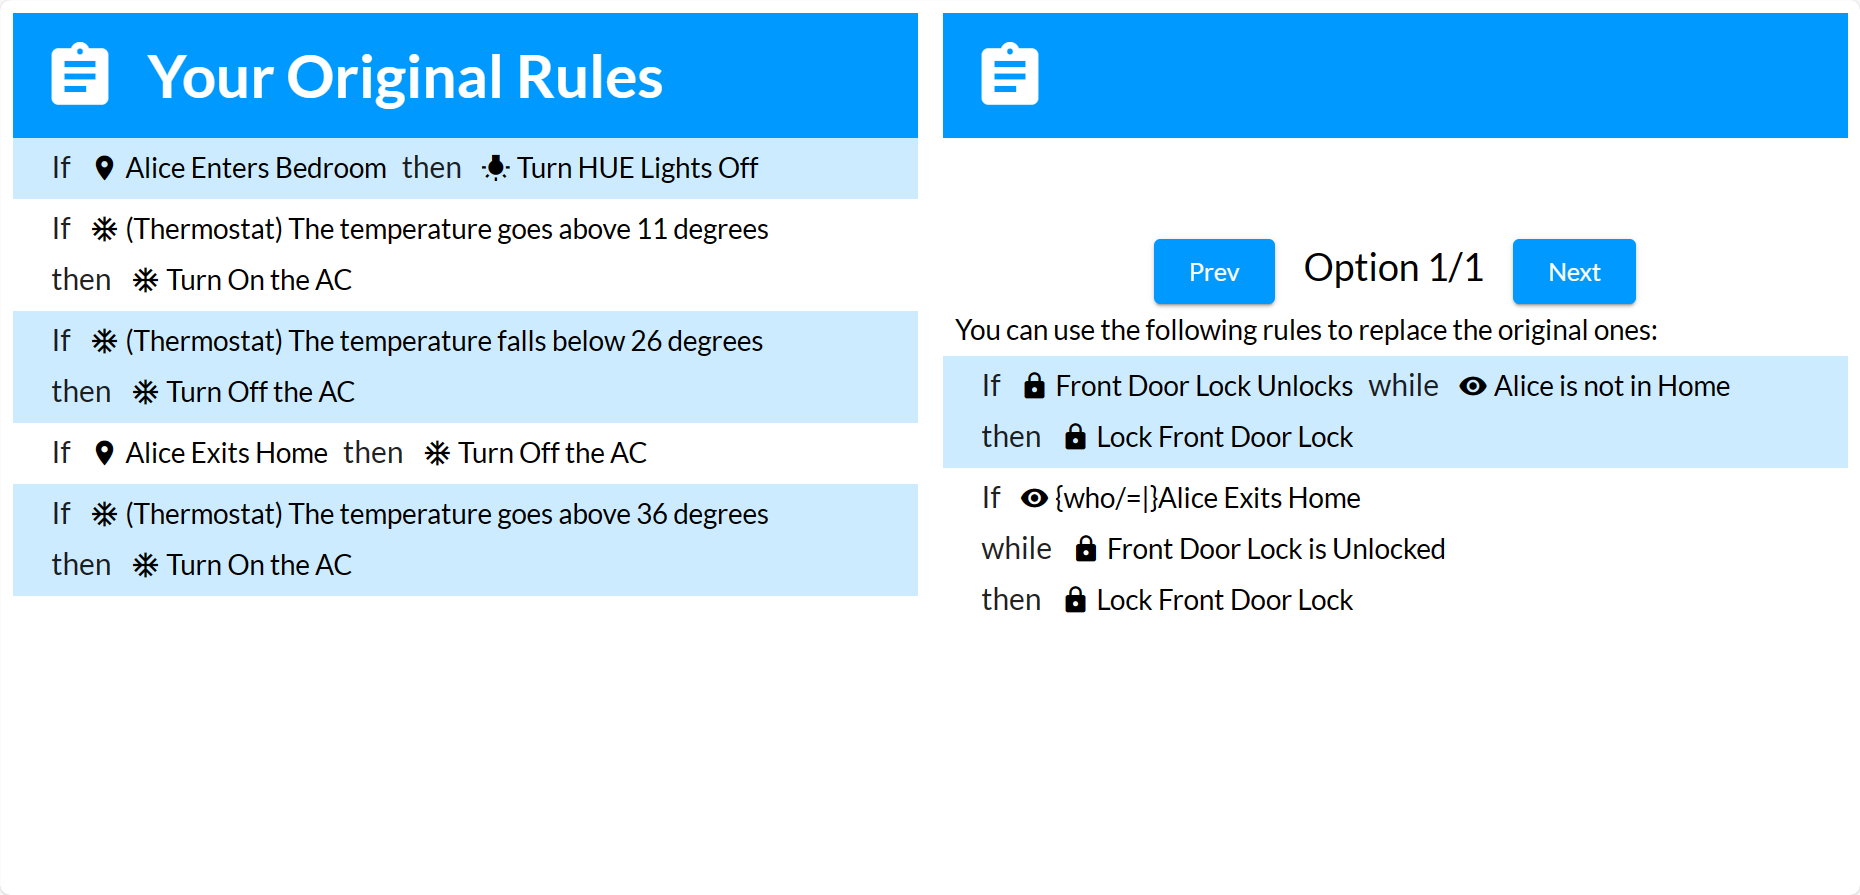 Your Original Rules
If Alice Enters Bedroom then Turn HUE Lights Off
If (Thermostat) The temperature goes above 11 degrees
then Turn On the AC
If (Thermostat) The temperature falls below 26 degrees
then Turn Off the AC
If Alice Exits Home then Turn Off the AC
If (Thermostat) The temperature goes above 36 degrees
then Turn On the AC
Prev Option 1/1 Next
You can use the following rules to replace the original ones:
If Front Door Lock Unlocks while Alice is not in Home
then Lock Front Door Lock
If {who/=|}Alice Exits Home
while Front Door Lock is Unlocked
then Lock Front Door Lock